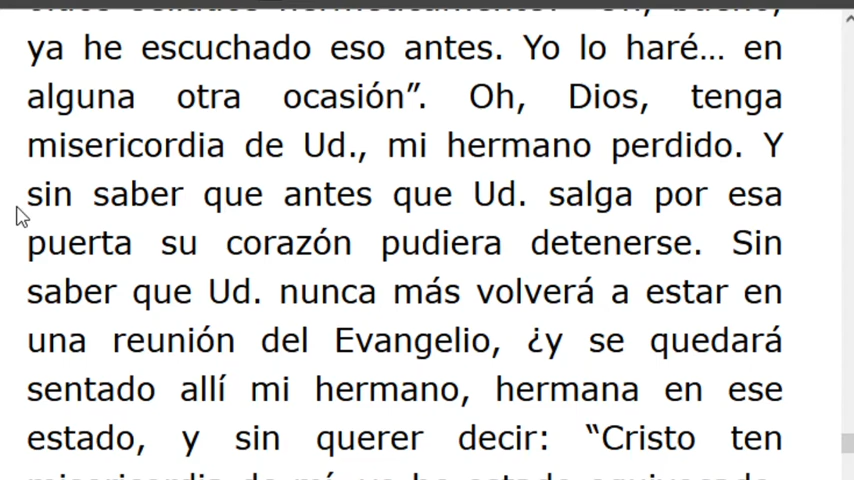 ya he escuchado eso antes. Yo lo haré… en
alguna otra ocasión”. Oh, Dios, tenga
misericordia de Ud., mi hermano perdido. Y
sin saber que antes que Ud. salga por esa
puerta su corazón pudiera detenerse. Sin
saber que Ud. nunca más volverá a estar en
una reunión del Evangelio, ¿y se quedará
sentado allí mi hermano, hermana en ese
estado, y sin querer decir: “Cristo ten